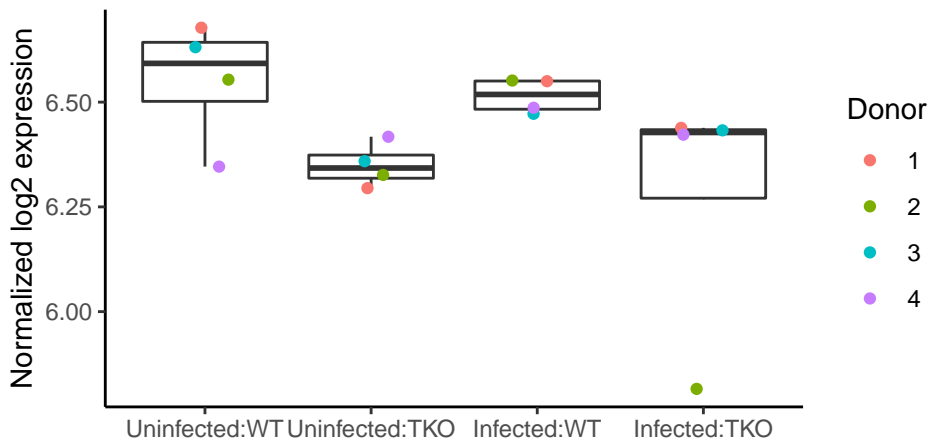 Normalized log2 expression
6.50
6.25
6.00
Uninfected:WT
Uninfected:TKO
Infected:WT
Infected:TKO
Donor
1
2
3
4